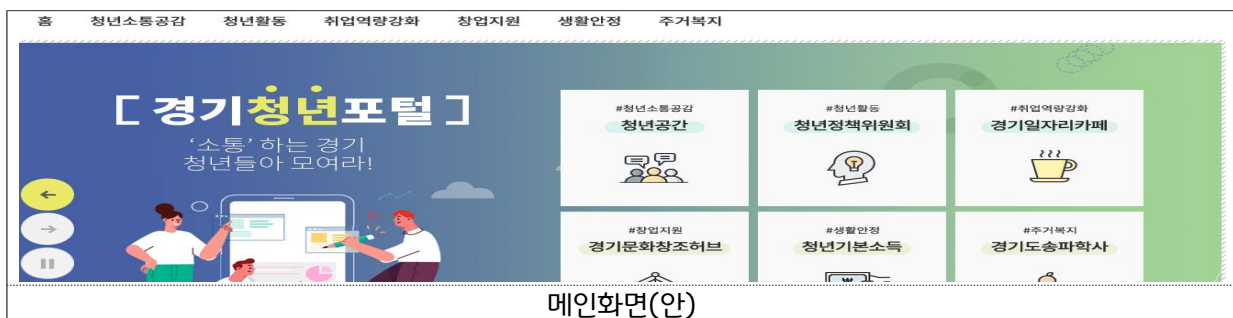 홈 청년소통공감 청년활동 취업역량강화 창업지원 생활안정 주거복지
[ 경기청년포털 ]
‘소통’ 하는 경기
청년들아 모여라!
#청년소통공감
청년공간
#청년활동
청년정책위원회
#취업역량강화
경기일자리카페
#창업지원
경기문화창조허브
#생활안정
청년기본소득
#주거복지
경기도송파학사
₩
메인화면(안)